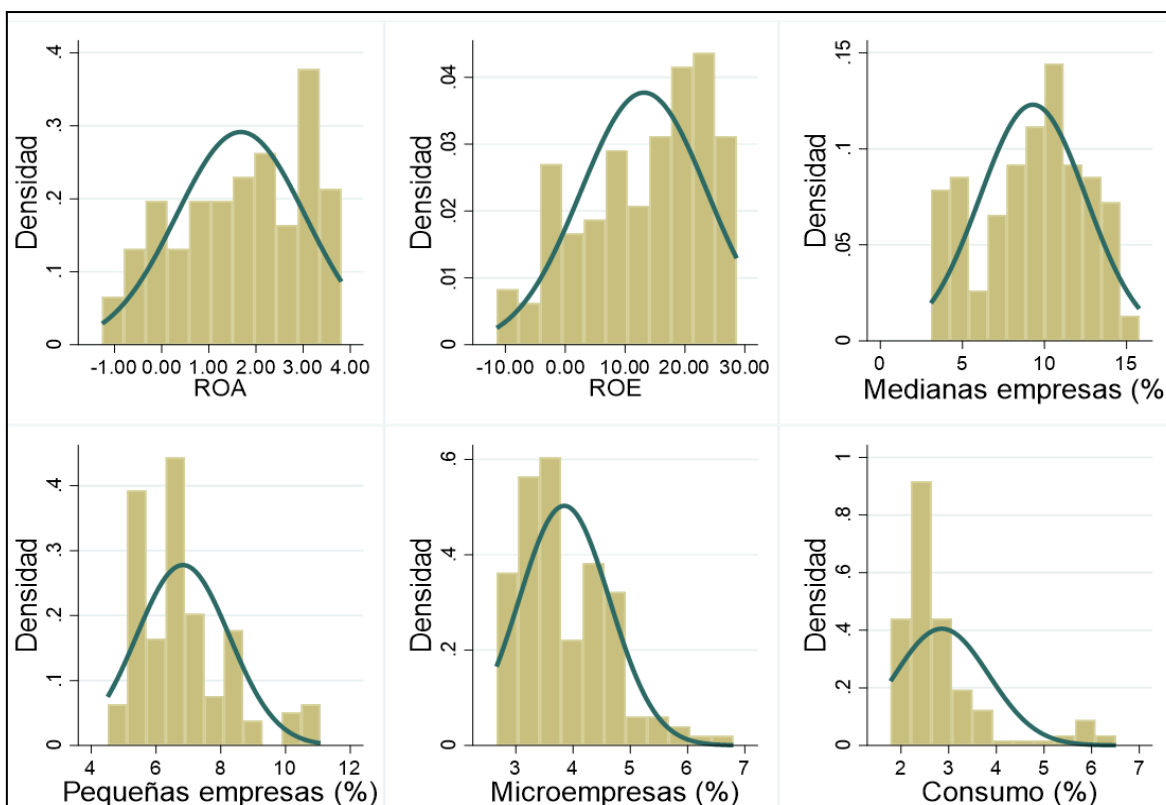 Densidad
.4
.3
.2
.1
0
-1.00 0.00 1.00 2.00 3.00 4.00
ROA
Densidad
.04
.03
.02
.01
0
-10.00 0.00 10.00 20.00 30.00
ROE
Densidad
.15
.1
.05
0
0 5 10 15
Medianas empresas (%
Densidad
.4
.3
.2
.1
0
4 6 8 10 12
Pequeñas empresas (%)
Densidad
.6
.4
.2
0
3 4 5 6 7
Microempresas (%)
Densidad
1
.8
.6
.4
.2
0
2 3 4 5 6 7
Consumo (%)